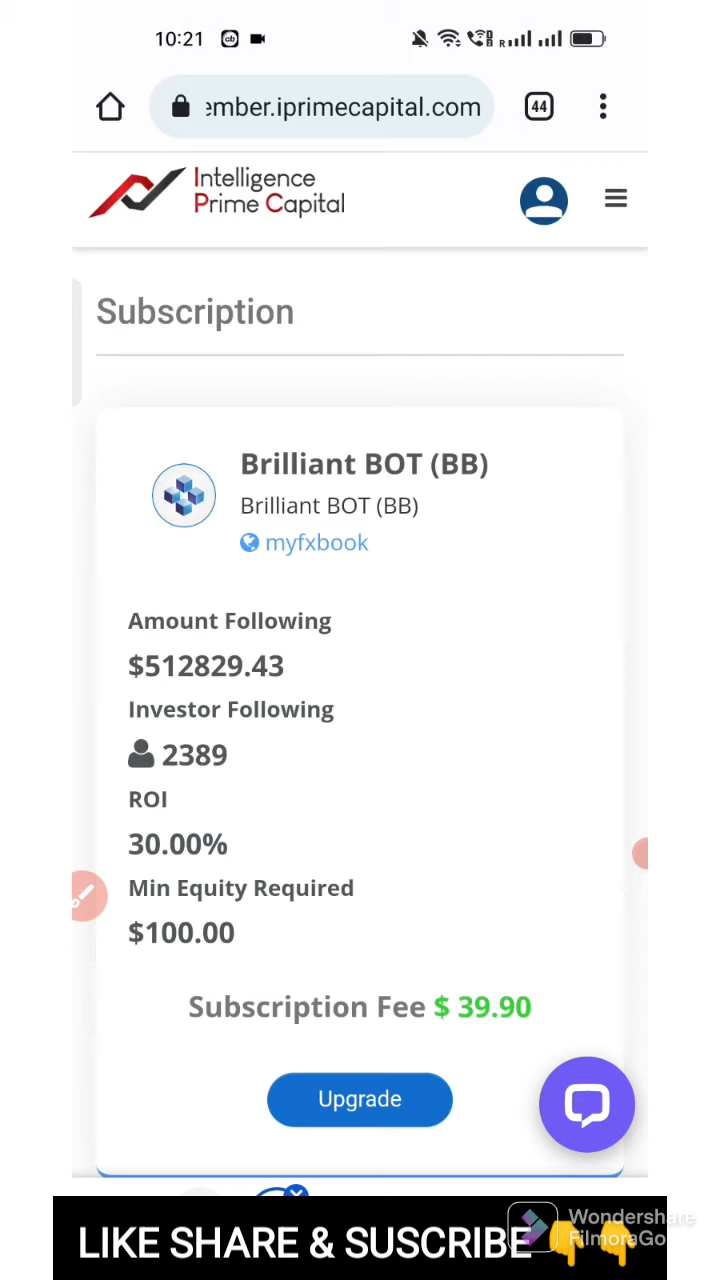 10:21
R
ember.iprimecapital.com
44
Intelligence
Prime Capital
Subscription
Brilliant BOT (BB)
Brilliant BOT (BB)
myfxbook
Amount Following
$512829.43
Investor Following
2389
ROI
30.00%
Min Equity Required
$100.00
Subscription Fee $ 39.90
Upgrade
Wondershare
FilmoraGo
LIKE SHARE & SUSCRIBE👇👇